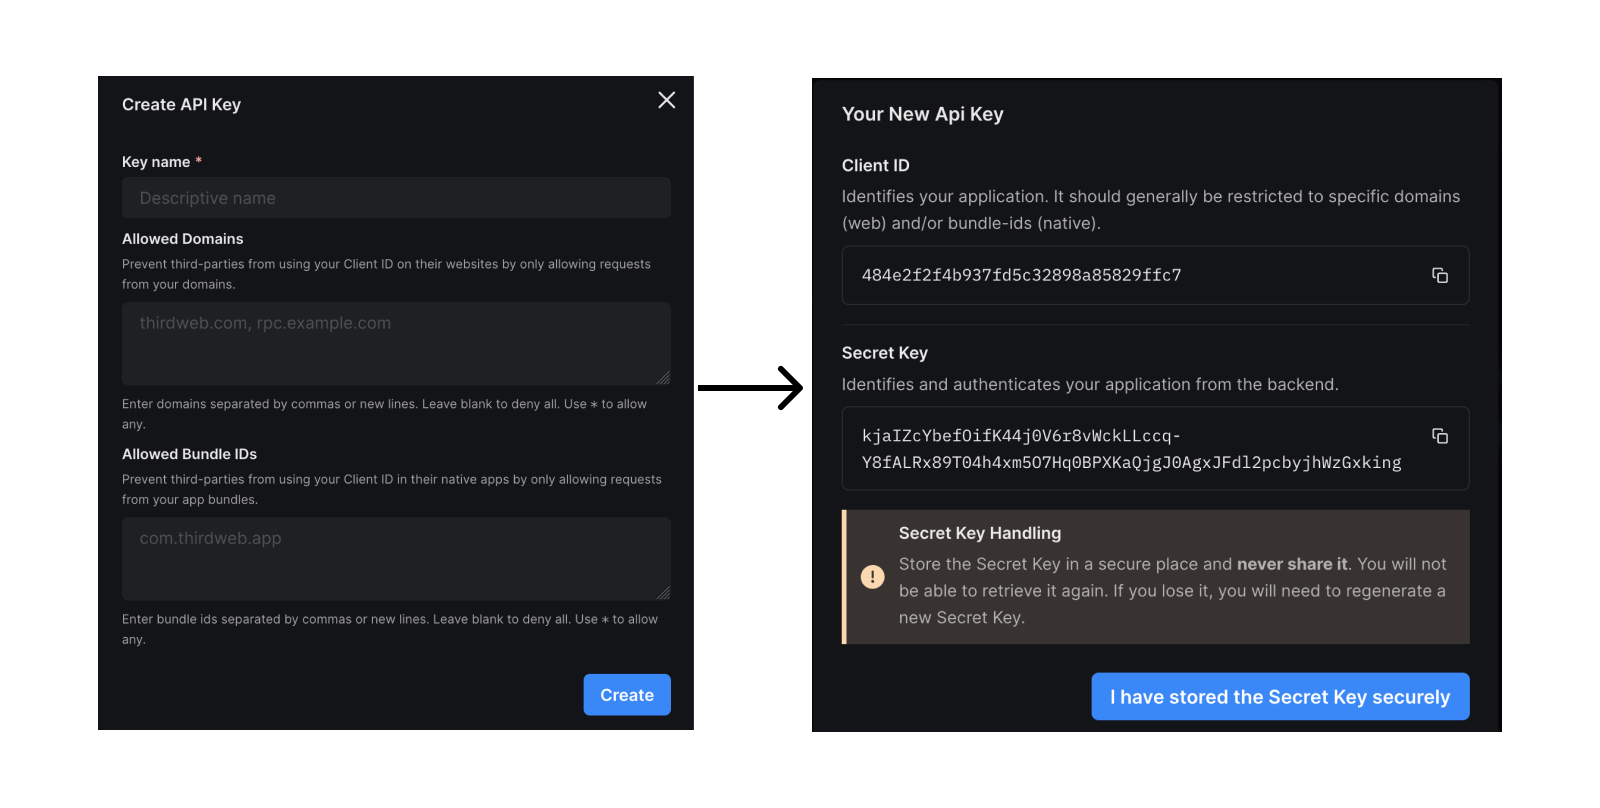 Create API Key
Key name *
Descriptive name
Allowed Domains
Prevent third-parties from using your Client ID on their websites by only allowing requests
from your domains.
thirdweb.com, rpc.example.com
Enter domains separated by commas or new lines. Leave blank to deny all. Use * to allow
any.
Allowed Bundle IDs
Prevent third-parties from using your Client ID in their native apps by only allowing requests
from your app bundles.
com.thirdweb.app
Enter bundle ids separated by commas or new lines. Leave blank to deny all. Use * to allow
any.
Create
Your New Api Key
Client ID
Identifies your application. It should generally be restricted to specific domains
(web) and/or bundle-ids (native).
484e2f2f4b937fd5c32898a85829ffc7
Secret Key
Identifies and authenticates your application from the backend.
kjaIZcYbefOifK44j0V6r8vWckLLccq-
Y8fALRx89T04h4xm5O7Hq0BPXKaQjgJ0AgxJFdl2pcbyjhWzGxking
Secret Key Handling
Store the Secret Key in a secure place and never share it. You will not
be able to retrieve it again. If you lose it, you will need to regenerate a
new Secret Key.
I have stored the Secret Key securely